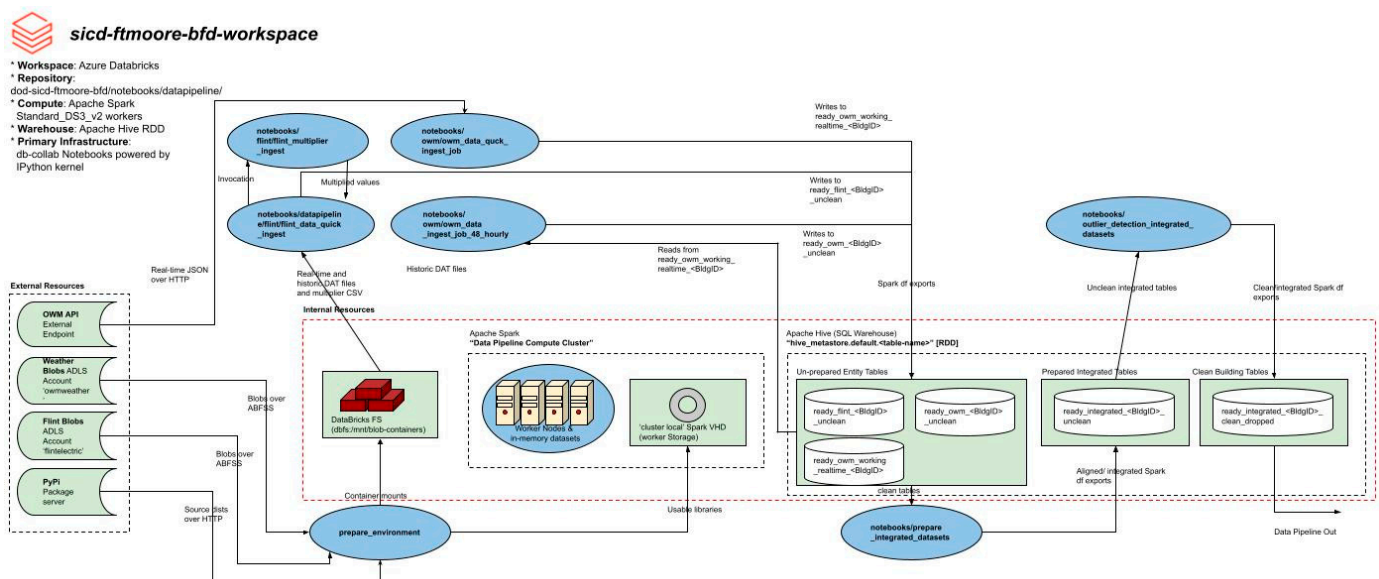 sicd-ftmoore-bfd-workspace
* Workspace: Azure Databricks
* Repository:
dod-sicd-ftmoore-bfd/notebooks/datapipeline/
* Compute: Apache Spark
Standard_DS3_v2 workers
* Warehouse: Apache Hive RDD
* Primary Infrastructure:
db-collab Notebooks powered by
IPython kernel
notebooks/
flint/flint_multiplier
_ingest
notebooks/
owm/owm_data_quck_
ingest_job
Writes to
ready_owm_working_
realtime_<BldgID>
Invocation
Multiplied values
Writes to
ready_flint_<BldgID>
_unclean
notebooks/datapipelin
e/flint/flint_data_quick
_ingest
notebooks/
owm/owm_data
_ingest_job_48_hourly
Writes to
ready_owm_<BldgID>
_unclean
notebooks/
outlier_detection_integrated_
datasets
Reads from
ready_owm_working_
realtime_<BldgID>
Historic DAT files
Real-time JSON
over HTTP
Real-time and
historic DAT files
and multiplier CSV
Spark df exports
Unclean integrated tables
Clean/integrated Spark df
exports
External Resources
OWM API
External
Endpoint
Weather
Blobs ADLS
Account
'owmweather
'
Flint Blobs
ADLS
Account
'flintelectric'
PyPi
Package
server
Internal Resources
Apache Spark
"Data Pipeline Compute Cluster"
Apache Hive (SQL Warehouse)
"hive_metastore.default.<table-name>" [RDD]
Un-prepared Entity Tables
Prepared Integrated Tables
Clean Building Tables
Blobs over
ABFSS
DataBricks FS
(dbfs:/mnt/blob-containers)
Worker Nodes &
in-memory datasets
'cluster local' Spark VHD
(worker Storage)
ready_flint_<BldgID>
_unclean
ready_owm_<BldgID>
_unclean
ready_owm_working
_realtime_<BldgID>
ready_integrated_<BldgID>_
unclean
ready_integrated_<BldgID>_
clean_dropped
Blobs over
ABFSS
Container mounts
Usable libraries
clean tables
Aligned/ integrated Spark
df exports
Source dists
over HTTP
prepare_environment
notebooks/prepare
_integrated_datasets
Data Pipeline Out